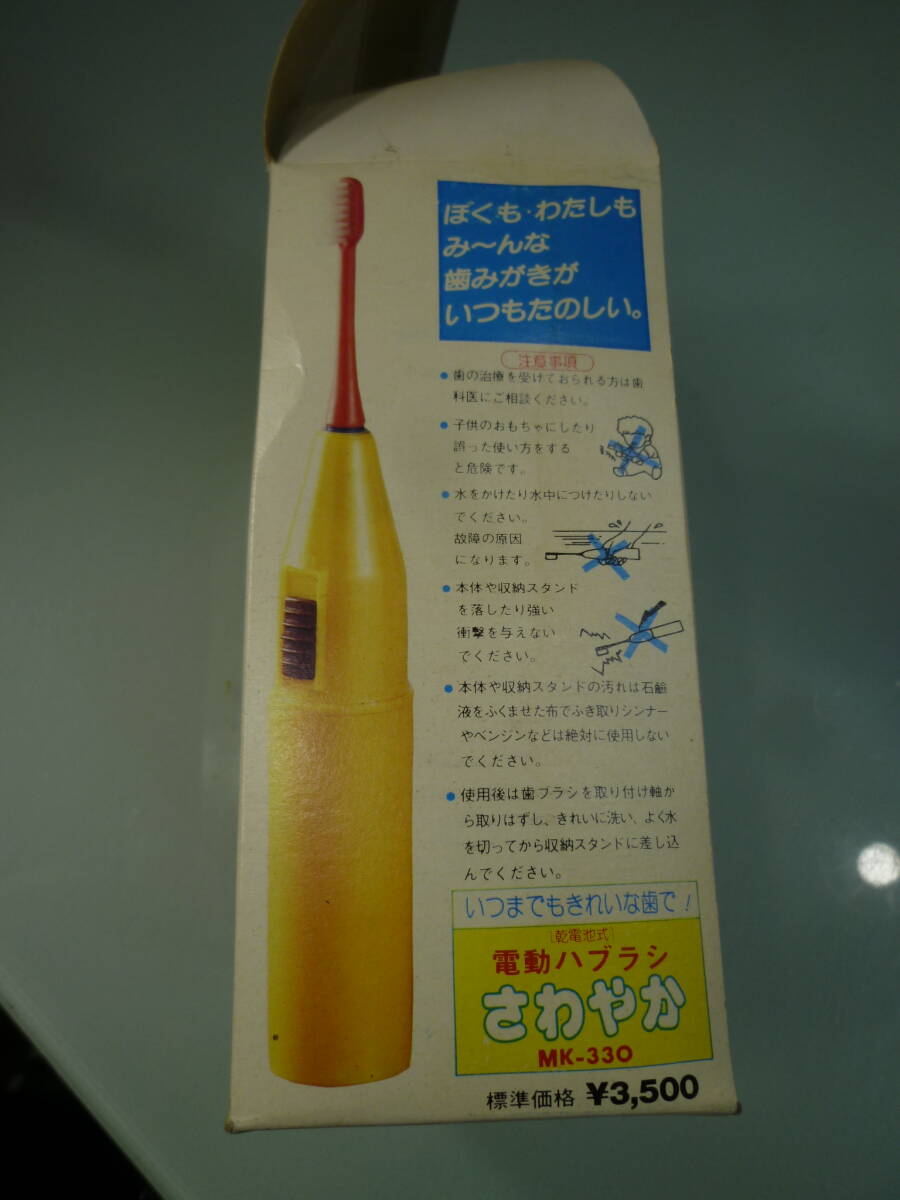 ぼくも・わたしも
み〜んな
歯みがきが
いつもたのしい。
注意事項
● 歯の治療を受けておられる方は歯
科医にご相談ください。
● 子供のおもちゃにしたり
誤った使い方をする
と危険です。
● 水をかけたり水中につけたりしない
でください。
故障の原因
になります。
● 本体や収納スタンド
を落したり強い
衝撃を与えない
でください。
● 本体や収納スタンドの汚れは石鹼
液をふくませた布でふき取りシンナー
やベンジンなどは絶対に使用しない
でください。
● 使用後は歯ブラシを取り付け軸か
ら取りはずし、きれいに洗い、よく水
を切ってから収納スタンドに差し込
んでください。
いつまでもきれいな歯で!
[乾電池式]
電動ハブラシ
さわやか
MK-330
標準価格 ¥3,500